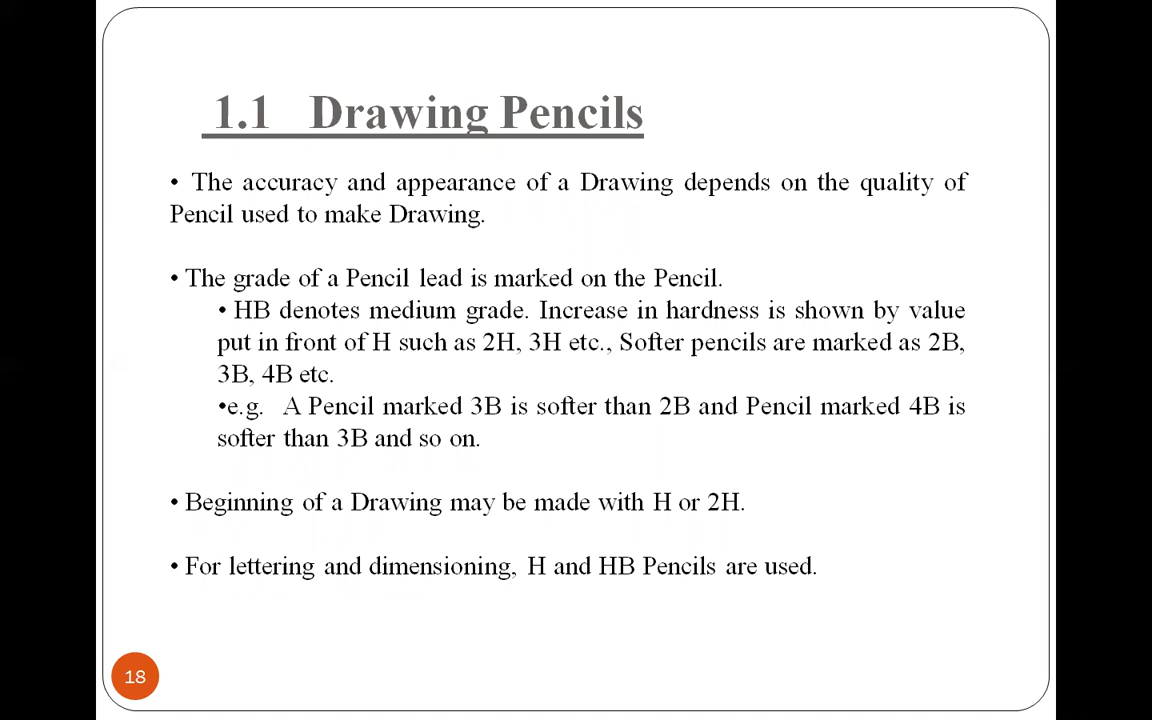 1.1 Drawing Pencils
• The accuracy and appearance of a Drawing depends on the quality of
Pencil used to make Drawing.
• The grade of a Pencil lead is marked on the Pencil.
• HB denotes medium grade. Increase in hardness is shown by value
put in front of H such as 2H, 3H etc., Softer pencils are marked as 2B,
3B, 4B etc.
•e.g. A Pencil marked 3B is softer than 2B and Pencil marked 4B is
softer than 3B and so on.
• Beginning of a Drawing may be made with H or 2H.
• For lettering and dimensioning, H and HB Pencils are used.
18